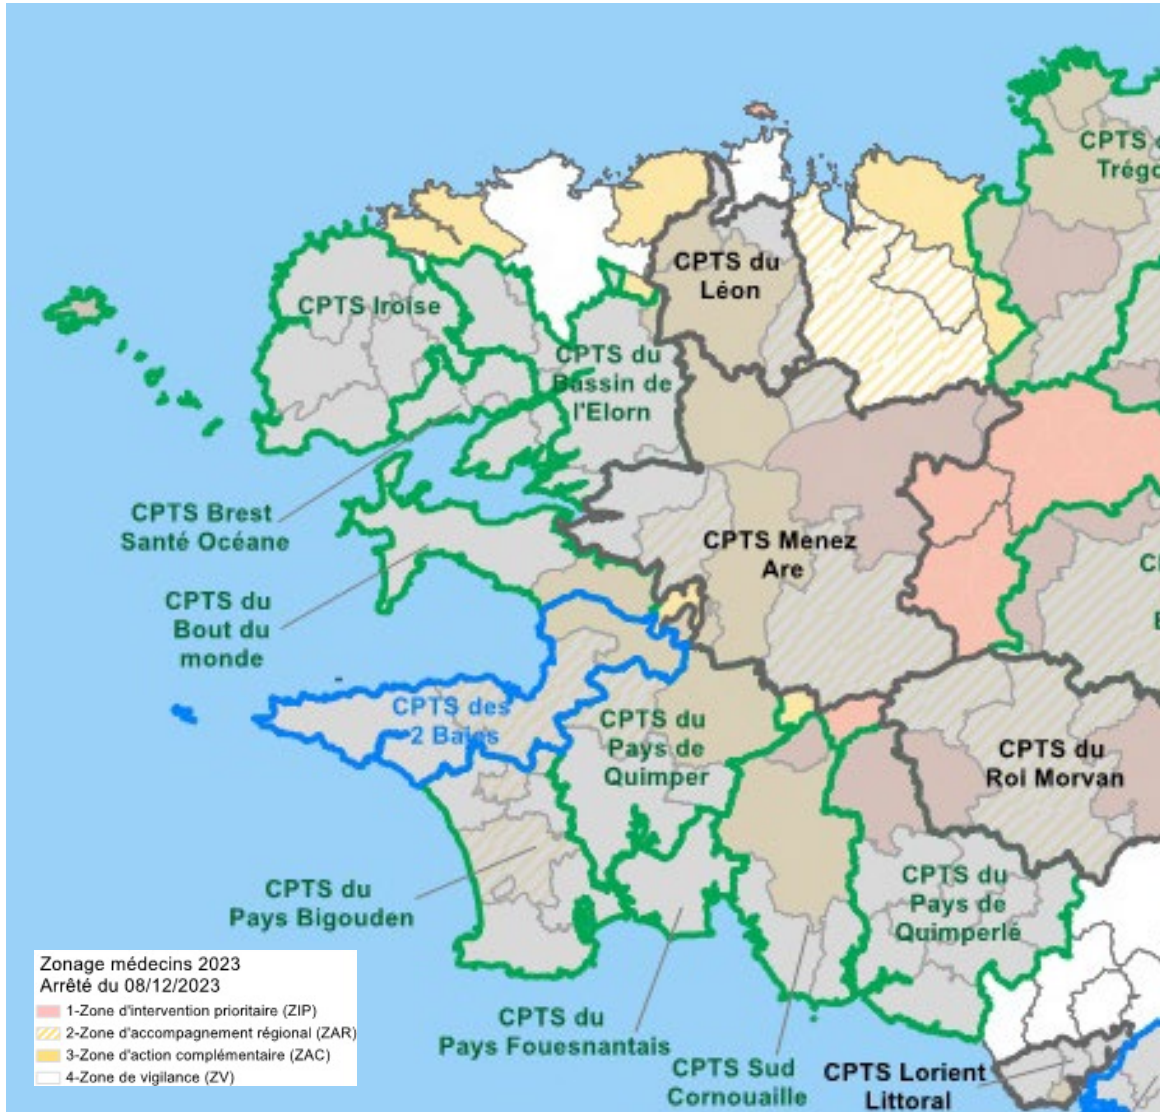 CPTS
Trégo
CPTS du
Léon
CPTS Iroise
CPTS du
Bassin de
l'Elorn
CPTS Brest
Santé Océane
CPTS Menez
Are
CPTS du
Bout du
monde
CPTS des
2 Baies
CPTS du
Pays de
Quimper
CPTS du
Roi Morvan
CPTS du
Pays Bigouden
CPTS du
Pays de
Quimperlé
CPTS du
Pays Fouesnantais
CPTS Sud
Cornouaille
CPTS Lorient
Littoral
Zonage médecins 2023
Arrêté du 08/12/2023
1-Zone d'intervention prioritaire (ZIP)
2-Zone d'accompagnement régional (ZAR)
3-Zone d'action complémentaire (ZAC)
4-Zone de vigilance (ZV)